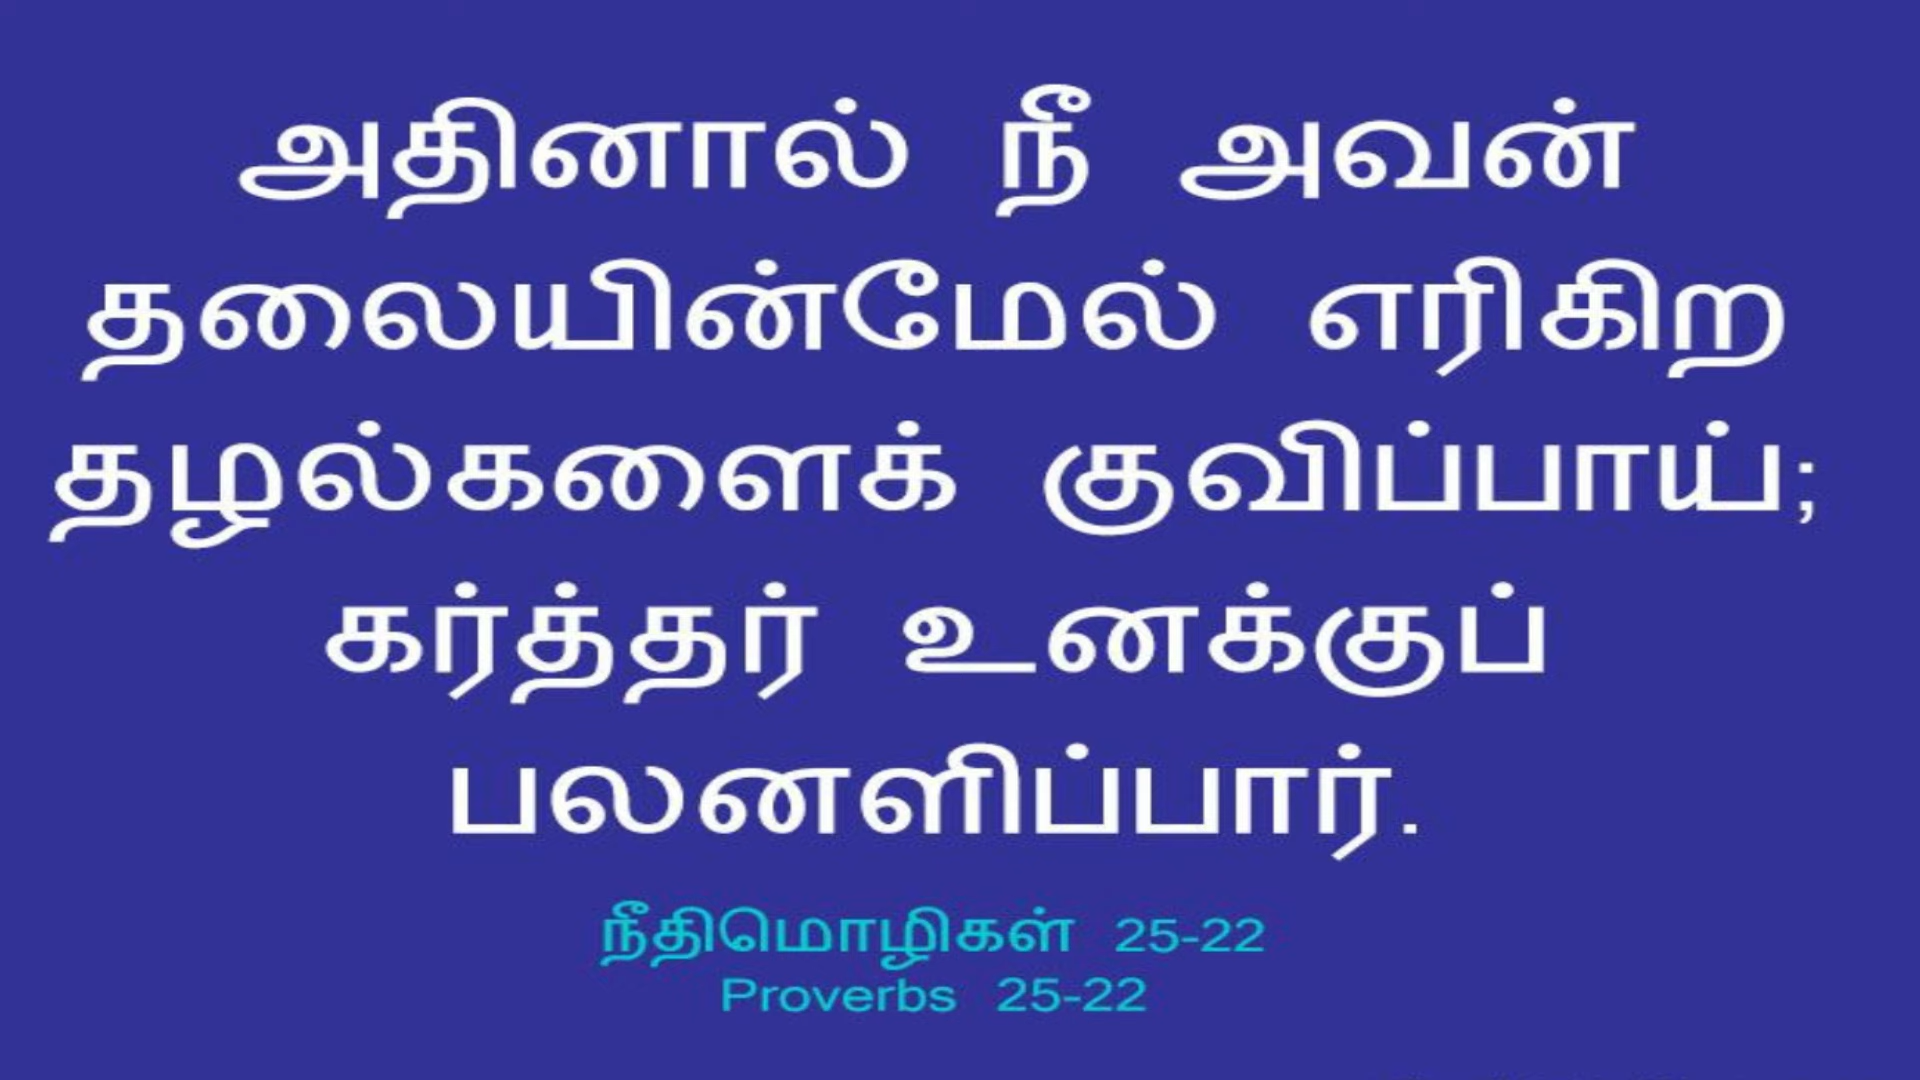 அதினால் நீ அவன்
தலையின்மேல் எரிகிற
தழல்களைக் குவிப்பாய்;
கர்த்தர் உனக்குப்
பலனளிப்பார்.
நீதிமொழிகள் 25-22
Proverbs 25-22